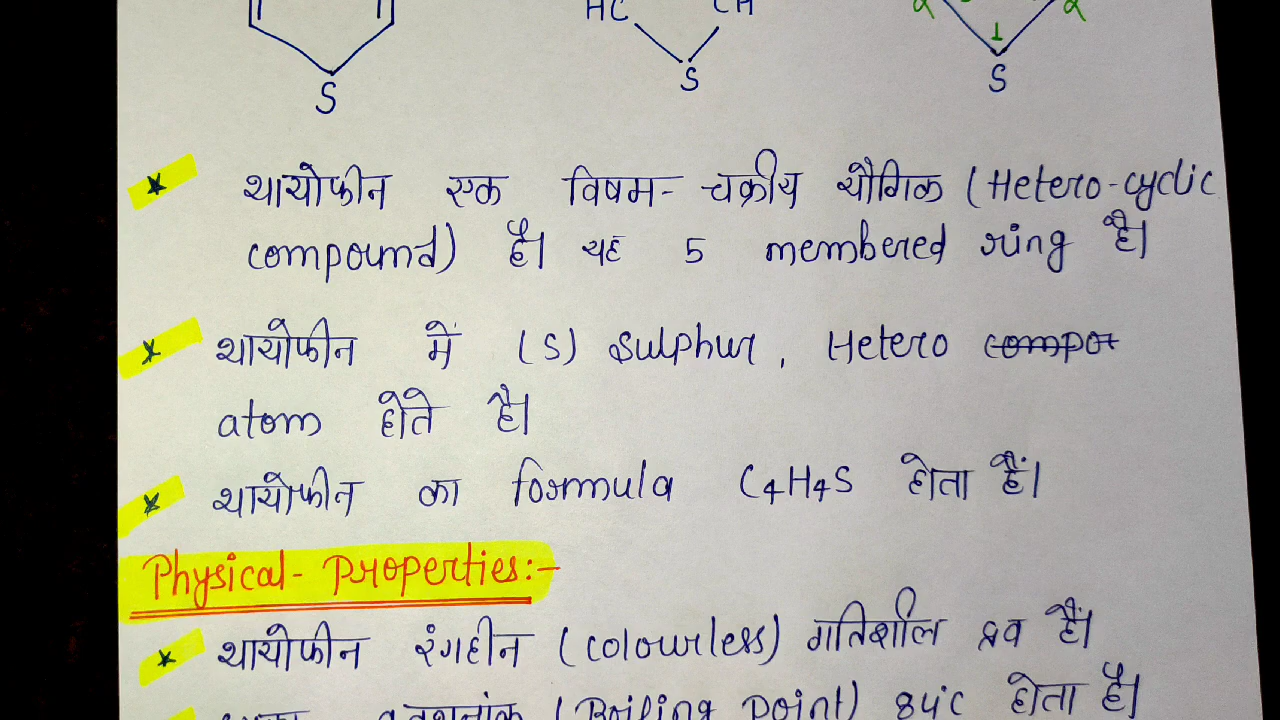 HC CH
α α
1
S S S
थायोफीन एक विषम- चक्रीय यौगिक (Hetero-cyclic
compound) है। यह 5 membered ring है।
थायोफीन में (S) Sulphur, Hetero compo
atom होते है।
थायोफीन का formula C₄H₄S होता हैं।
Physical- Properties:-
थायोफीन रंगहीन (colourless) गतिशील द्रव हैं।
(Boiling Point) 84°C होता है।